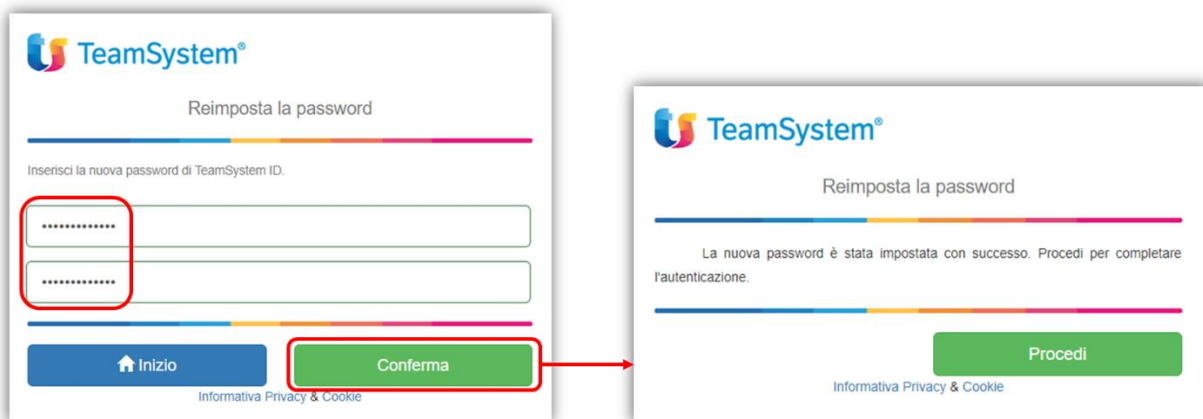 TeamSystem®
Reimposta la password
Inserisci la nuova password di TeamSystem ID.
•••••••••••••
•••••••••••••
Inizio
Conferma
Informativa Privacy & Cookie
TeamSystem®
Reimposta la password
La nuova password è stata impostata con successo. Procedi per completare
l'autenticazione.
Procedi
Informativa Privacy & Cookie